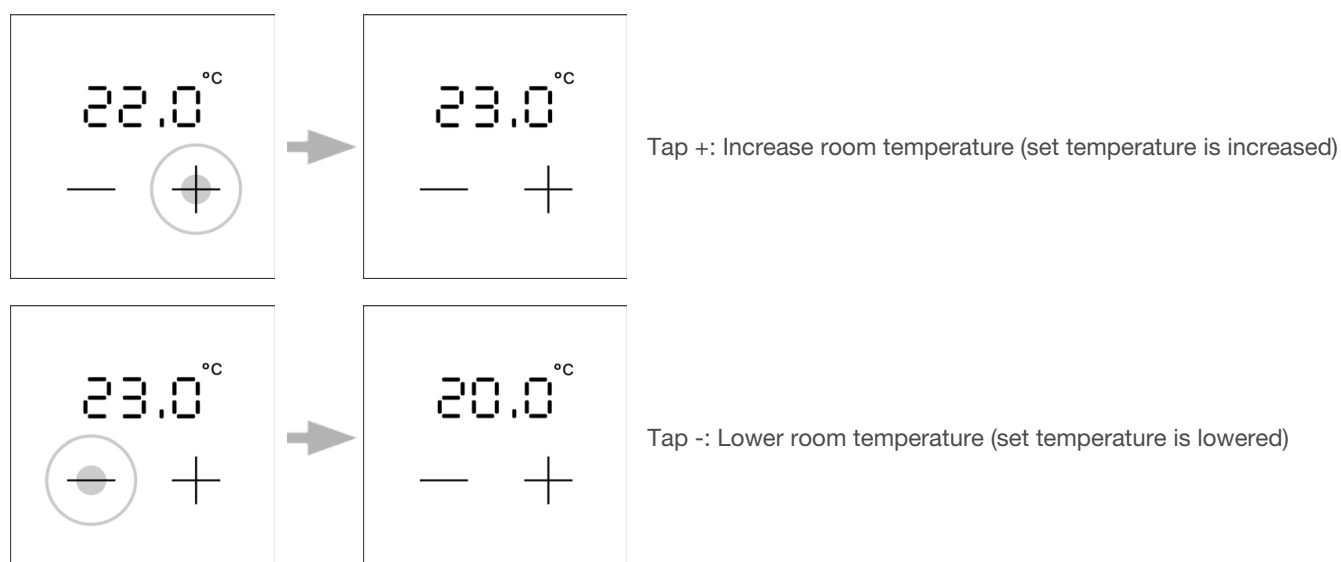 22.0°C
23.0°C
Tap +: Increase room temperature (set temperature is increased)
— +
— +
23.0°C
20.0°C
Tap -: Lower room temperature (set temperature is lowered)
— +
— +